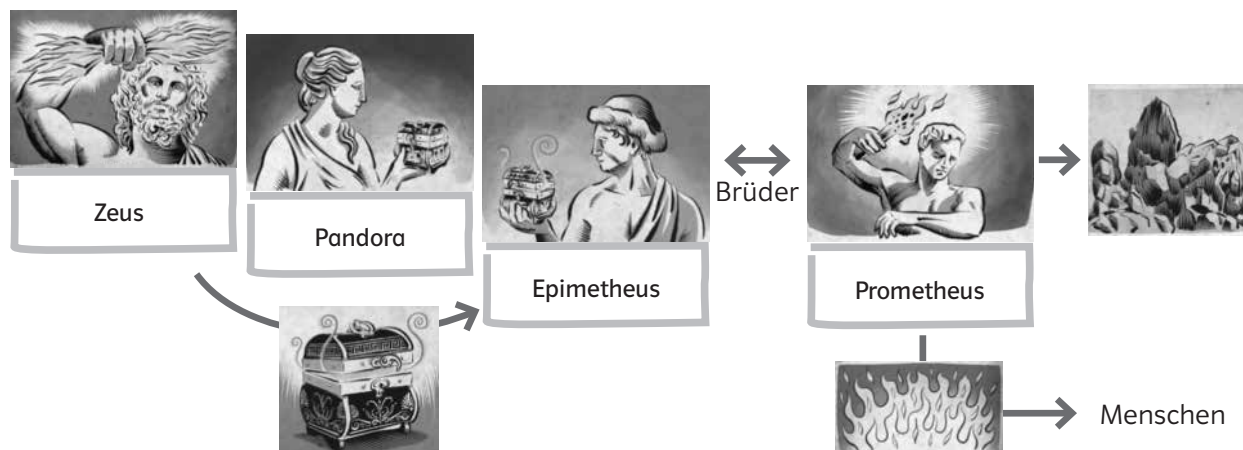 Zeus
Pandora
Epimetheus
Brüder
Prometheus
Menschen